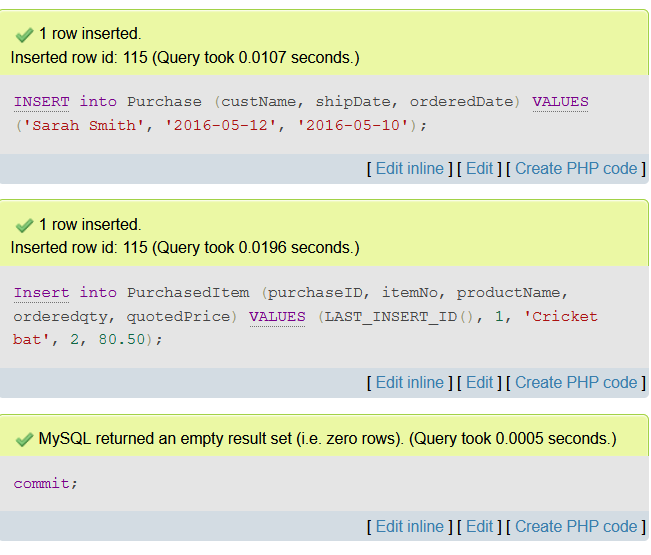 1 row inserted.
Inserted row id: 115 (Query took 0.0107 seconds.)
INSERT into Purchase (custName, shipDate, orderedDate) VALUES
('Sarah Smith', '2016-05-12', '2016-05-10');
[ Edit inline ] [ Edit ] [ Create PHP code ]
1 row inserted.
Inserted row id: 115 (Query took 0.0196 seconds.)
Insert into PurchasedItem (purchaseID, itemNo, productName,
orderedqty, quotedPrice) VALUES (LAST_INSERT_ID(), 1, 'Cricket
bat', 2, 80.50);
[ Edit inline ] [ Edit ] [ Create PHP code ]
MySQL returned an empty result set (i.e. zero rows). (Query took 0.0005 seconds.)
commit;
[ Edit inline ] [ Edit ] [ Create PHP code ]